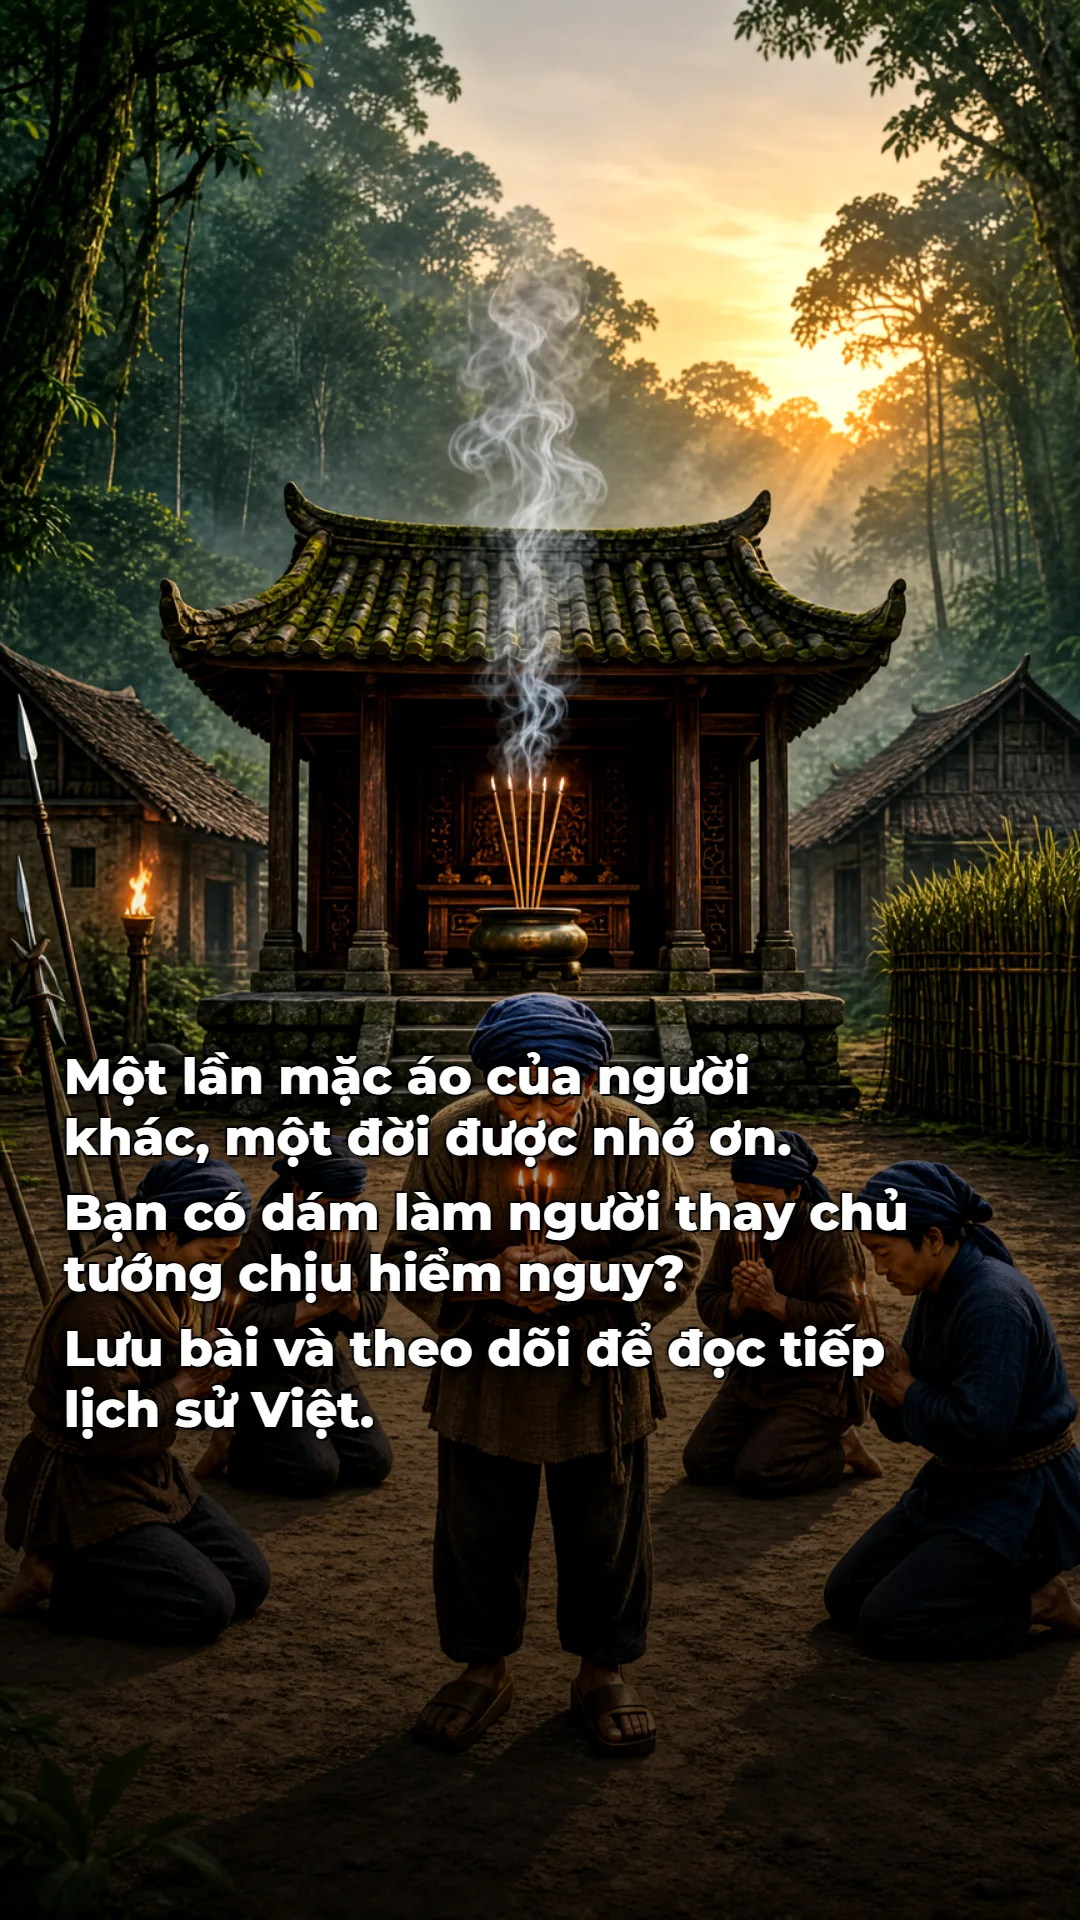 Một lần mặc áo của người
khác, một đời được nhớ ơn.
Bạn có dám làm người thay chủ
tướng chịu hiểm nguy?
Lưu bài và theo dõi để đọc tiếp
lịch sử Việt.